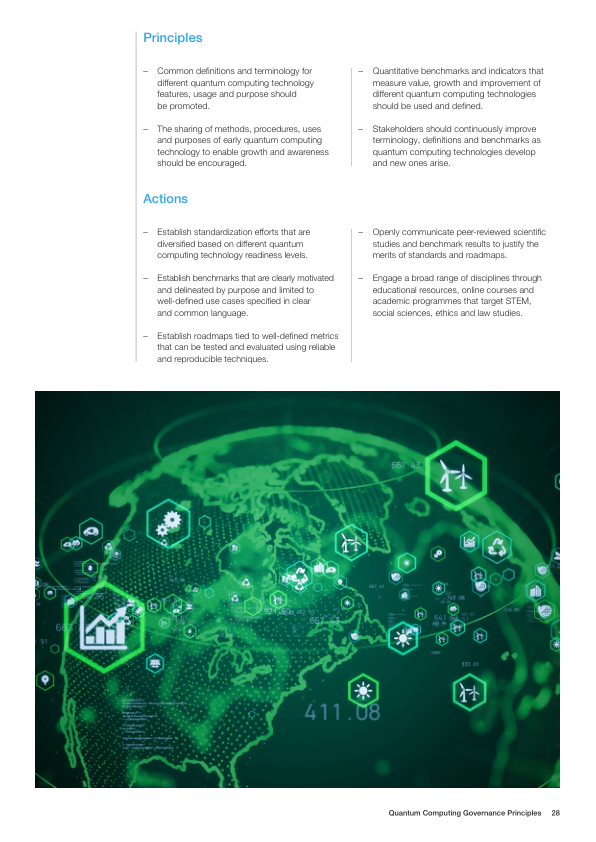 Principles
– Common definitions and terminology for
different quantum computing technology
features, usage and purpose should
be promoted.
– The sharing of methods, procedures, uses
and purposes of early quantum computing
technology to enable growth and awareness
should be encouraged.
– Quantitative benchmarks and indicators that
measure value, growth and improvement of
different quantum computing technologies
should be used and defined.
– Stakeholders should continuously improve
terminology, definitions and benchmarks as
quantum computing technologies develop
and new ones arise.
Actions
– Establish standardization efforts that are
diversified based on different quantum
computing technology readiness levels.
– Establish benchmarks that are clearly motivated
and delineated by purpose and limited to
well-defined use cases specified in clear
and common language.
– Establish roadmaps tied to well-defined metrics
that can be tested and evaluated using reliable
and reproducible techniques.
– Openly communicate peer-reviewed scientific
studies and benchmark results to justify the
merits of standards and roadmaps.
– Engage a broad range of disciplines through
educational resources, online courses and
academic programmes that target STEM,
social sciences, ethics and law studies.
667.43
333.01
411.08
Quantum Computing Governance Principles 28